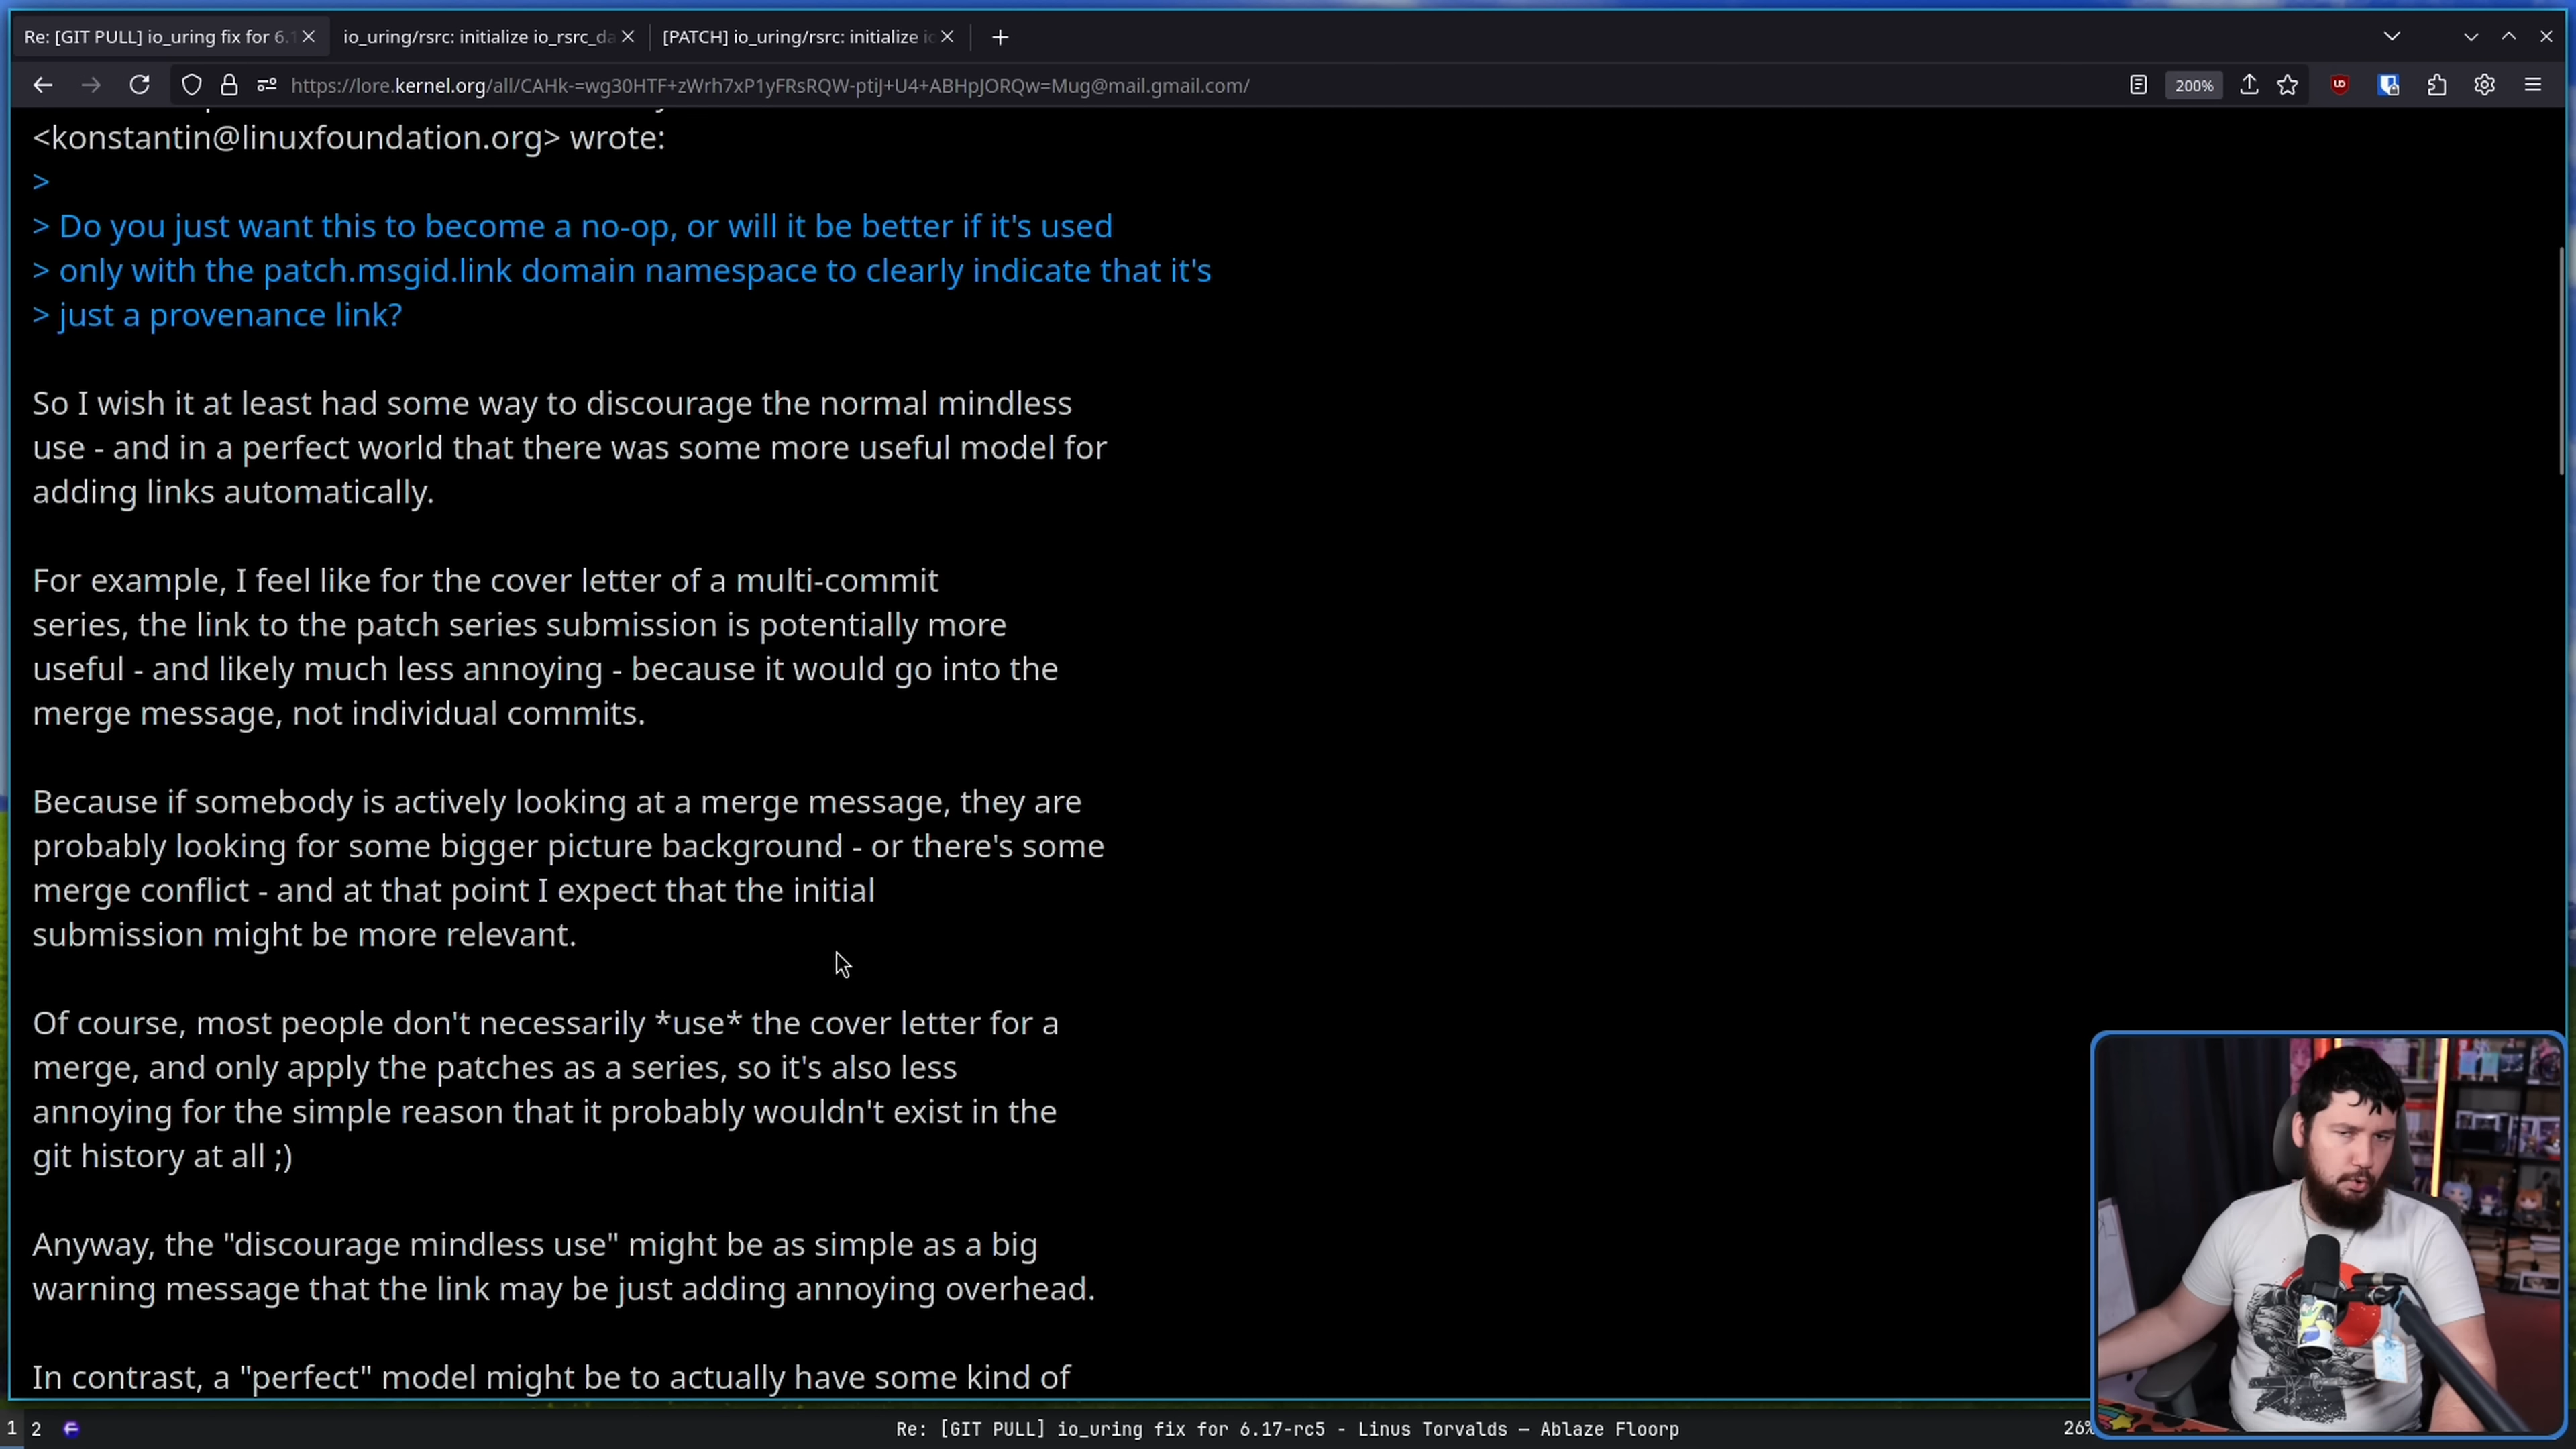 Re: [GIT PULL] io_uring fix for 6.1
io_uring/rsrc: initialize io_rsrc_da
[PATCH] io_uring/rsrc: initialize io
https://lore.kernel.org/all/CAHk-=wg30HTF+zWrh7xP1yFRsRQW-ptiJ+U4+ABHpJORQw=Mug@mail.gmail.com/
200%
<konstantin@linuxfoundation.org> wrote:
>
> Do you just want this to become a no-op, or will it be better if it's used
> only with the patch.msgid.link domain namespace to clearly indicate that it's
> just a provenance link?
So I wish it at least had some way to discourage the normal mindless
use - and in a perfect world that there was some more useful model for
adding links automatically.
For example, I feel like for the cover letter of a multi-commit
series, the link to the patch series submission is potentially more
useful - and likely much less annoying - because it would go into the
merge message, not individual commits.
Because if somebody is actively looking at a merge message, they are
probably looking for some bigger picture background - or there's some
merge conflict - and at that point I expect that the initial
submission might be more relevant.
Of course, most people don't necessarily *use* the cover letter for a
merge, and only apply the patches as a series, so it's also less
annoying for the simple reason that it probably wouldn't exist in the
git history at all ;)
Anyway, the "discourage mindless use" might be as simple as a big
warning message that the link may be just adding annoying overhead.
In contrast, a "perfect" model might be to actually have some kind of
1 2
Re: [GIT PULL] io_uring fix for 6.17-rc5 - Linus Torvalds — Ablaze Floorp
26%